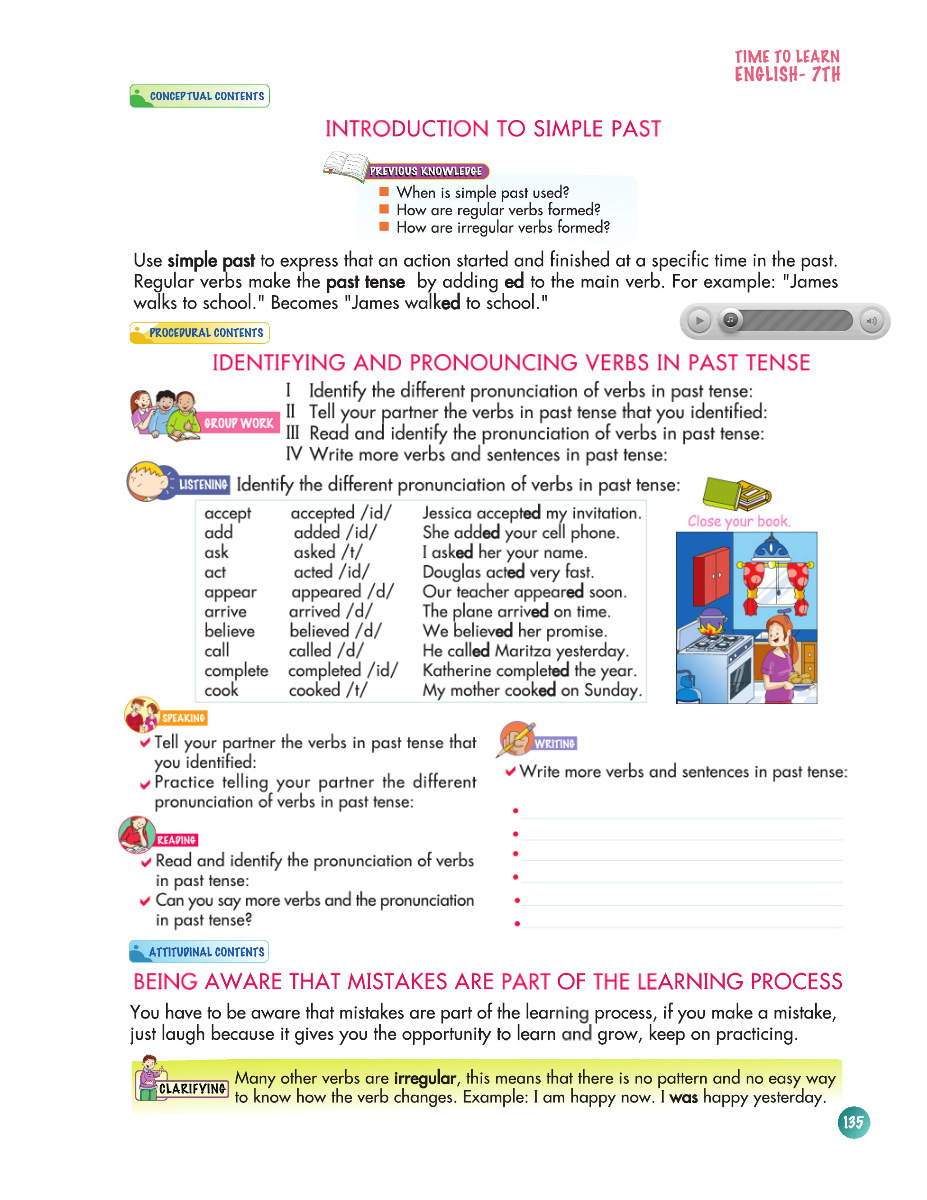 TIME TO LEARN
ENGLISH- 7TH
CONCEPTUAL CONTENTS
INTRODUCTION TO SIMPLE PAST
PREVIOUS KNOWLEDGE
When is simple past used?
How are regular verbs formed?
How are irregular verbs formed?
Use simple past to express that an action started and finished at a specific time in the past.
Regular verbs make the past tense by adding ed to the main verb. For example: "James
walks to school." Becomes "James walked to school."
PROCEDURAL CONTENTS
IDENTIFYING AND PRONOUNCING VERBS IN PAST TENSE
GROUP WORK
I Identify the different pronunciation of verbs in past tense:
II Tell your partner the verbs in past tense that you identified:
III Read and identify the pronunciation of verbs in past tense:
IV Write more verbs and sentences in past tense:
LISTENING Identify the different pronunciation of verbs in past tense:
accept accepted /id/ Jessica accepted my invitation.
add added /id/ She added your cell phone.
ask asked /t/ I asked her your name.
act acted /id/ Douglas acted very fast.
appear appeared /d/ Our teacher appeared soon.
arrive arrived /d/ The plane arrived on time.
believe believed /d/ We believed her promise.
call called /d/ He called Maritza yesterday.
complete completed /id/ Katherine completed the year.
cook cooked /t/ My mother cooked on Sunday.
Close your book.
SPEAKING
Tell your partner the verbs in past tense that
you identified:
Practice telling your partner the different
pronunciation of verbs in past tense:
READING
Read and identify the pronunciation of verbs
in past tense:
Can you say more verbs and the pronunciation
in past tense?
WRITING
Write more verbs and sentences in past tense:
ATTITUDINAL CONTENTS
BEING AWARE THAT MISTAKES ARE PART OF THE LEARNING PROCESS
You have to be aware that mistakes are part of the learning process, if you make a mistake,
just laugh because it gives you the opportunity to learn and grow, keep on practicing.
CLARIFYING
Many other verbs are irregular, this means that there is no pattern and no easy way
to know how the verb changes. Example: I am happy now. I was happy yesterday.
135